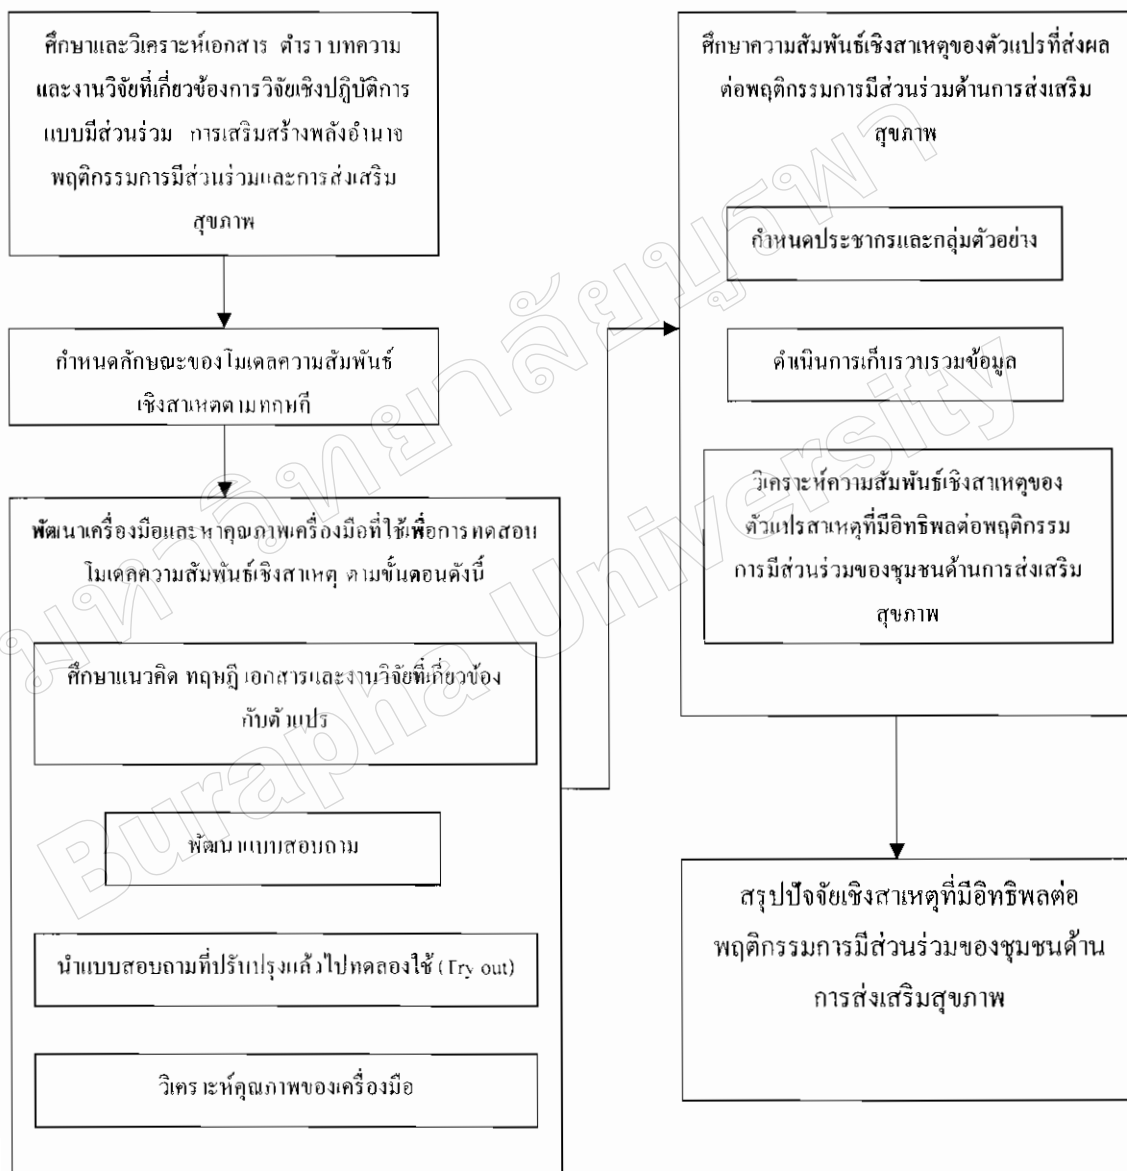 ศึกษาและวิเคราะห์เอกสาร ตำรา บทความ
และงานวิจัยที่เกี่ยวข้องการวิจัยเชิงปฏิบัติการ
แบบมีส่วนร่วม การเสริมสร้างพลังอำนาจ
พฤติกรรมการมีส่วนร่วมและการส่งเสริม
สุขภาพ
กำหนดลักษณะของโมเดลความสัมพันธ์
เชิงสาเหตุตามทฤษฎี
พัฒนาเครื่องมือและหาคุณภาพเครื่องมือที่ใช้เพื่อการทดสอบ
โมเดลความสัมพันธ์เชิงสาเหตุ ตามขั้นตอนดังนี้
ศึกษาแนวคิด ทฤษฎี เอกสารและงานวิจัยที่เกี่ยวข้อง
กับตัวแปร
พัฒนาแบบสอบถาม
นำแบบสอบถามที่ปรับปรุงแล้วไปทดลองใช้ (Try out)
วิเคราะห์คุณภาพของเครื่องมือ
ศึกษาความสัมพันธ์เชิงสาเหตุของตัวแปรที่ส่งผล
ต่อพฤติกรรมการมีส่วนร่วมด้านการส่งเสริม
สุขภาพ
กำหนดประชากรและกลุ่มตัวอย่าง
ดำเนินการเก็บรวบรวมข้อมูล
วิเคราะห์ความสัมพันธ์เชิงสาเหตุของ
ตัวแปรสาเหตุที่มีอิทธิพลต่อพฤติกรรม
การมีส่วนร่วมของชุมชนด้านการส่งเสริม
สุขภาพ
สรุปปัจจัยเชิงสาเหตุที่มีอิทธิพลต่อ
พฤติกรรมการมีส่วนร่วมของชุมชนด้าน
การส่งเสริมสุขภาพ
มหาวิทยาลัยบูรพา
Burapha University